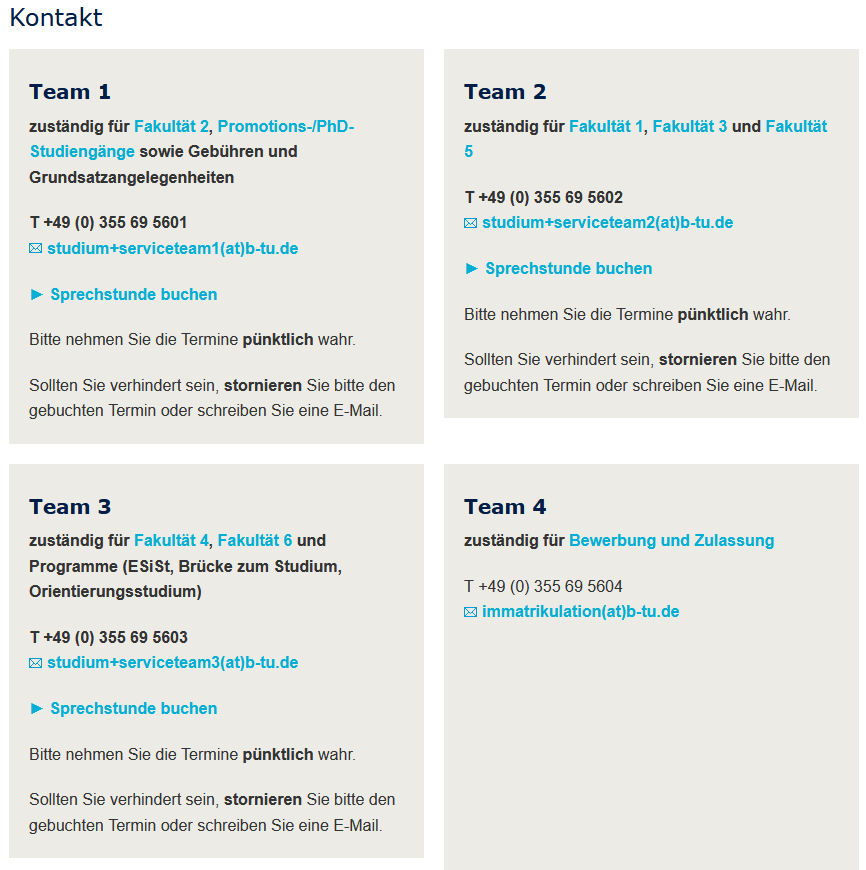 Kontakt
Team 1
zuständig für Fakultät 2, Promotions-/PhD-
Studiengänge sowie Gebühren und
Grundsatzangelegenheiten
T +49 (0) 355 69 5601
studium+serviceteam1(at)b-tu.de
► Sprechstunde buchen
Bitte nehmen Sie die Termine pünktlich wahr.
Sollten Sie verhindert sein, stornieren Sie bitte den
gebuchten Termin oder schreiben Sie eine E-Mail.
Team 2
zuständig für Fakultät 1, Fakultät 3 und Fakultät
5
T +49 (0) 355 69 5602
studium+serviceteam2(at)b-tu.de
► Sprechstunde buchen
Bitte nehmen Sie die Termine pünktlich wahr.
Sollten Sie verhindert sein, stornieren Sie bitte den
gebuchten Termin oder schreiben Sie eine E-Mail.
Team 3
zuständig für Fakultät 4, Fakultät 6 und
Programme (ESiSt, Brücke zum Studium,
Orientierungsstudium)
T +49 (0) 355 69 5603
studium+serviceteam3(at)b-tu.de
► Sprechstunde buchen
Bitte nehmen Sie die Termine pünktlich wahr.
Sollten Sie verhindert sein, stornieren Sie bitte den
gebuchten Termin oder schreiben Sie eine E-Mail.
Team 4
zuständig für Bewerbung und Zulassung
T +49 (0) 355 69 5604
immatrikulation(at)b-tu.de